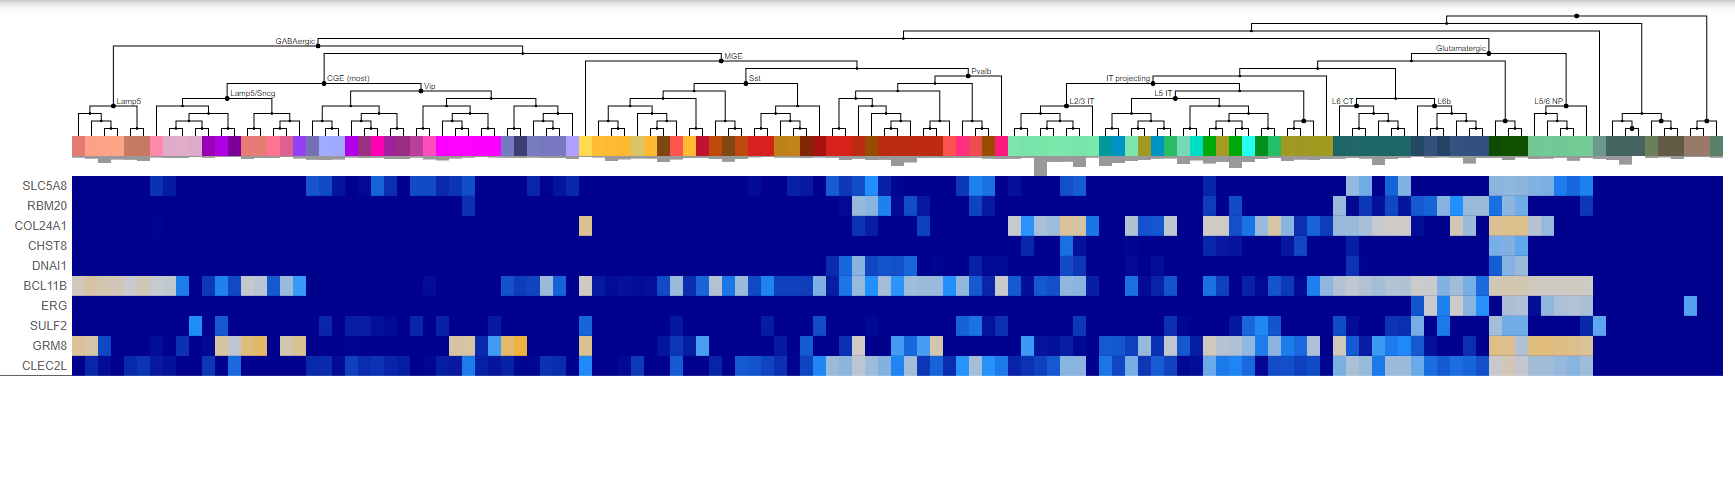 GABAergic
Glutamatergic
MGE
Pvalb
CGE (most)
Sst
IT projecting
Vip
Lamp5/Sncg
L5 IT
Lamp5
L2/3 IT
L6 CT
L6b
L5/6 NP
SLC5A8
RBM20
COL24A1
CHST8
DNAI1
BCL11B
ERG
SULF2
GRM8
CLEC2L